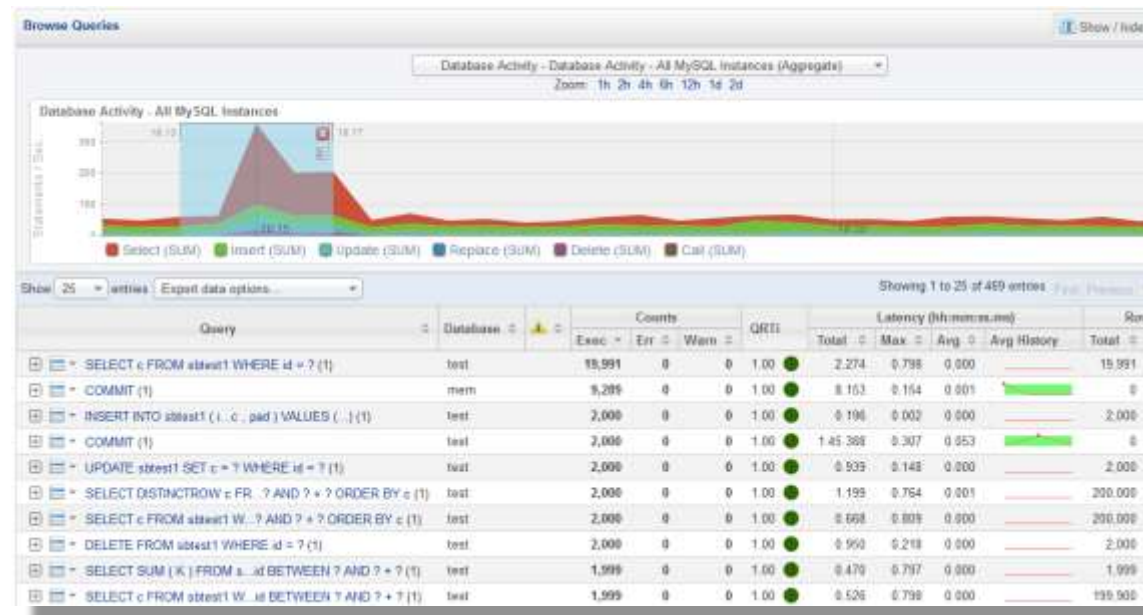 Browse Queries
Show / hide
Database Activity - Database Activity - All MySQL Instances (Aggregate)
Zoom: 1h 2h 4h 6h 12h 1d 2d
Database Activity - All MySQL Instances
Statements / Sec.
200
100
0
Select (SUM) Insert (SUM) Update (SUM) Replace (SUM) Delete (SUM) Call (SUM)
Show 25 entries Export data options... Showing 1 to 25 of 469 entries First Previous
Query Database Counts QRTi Latency (hh:mm:ss.ms) Row
Exec Err Warn Total Max Avg Avg History Total
SELECT c FROM sbtest1 WHERE id = ? (1) test 19,991 0 0 1.00 2.274 0.798 0.000 19,991
COMMIT (1) mem 9,209 0 0 1.00 8.153 0.154 0.001 0
INSERT INTO sbtest1 ( i...c , pad ) VALUES (...) (1) test 2,000 0 0 1.00 0.196 0.002 0.000 2,000
COMMIT (1) test 2,000 0 0 1.00 1:45.388 0.307 0.053 0
UPDATE sbtest1 SET c = ? WHERE id = ? (1) test 2,000 0 0 1.00 0.939 0.148 0.000 2,000
SELECT DISTINCTROW c FR...? AND ? + ? ORDER BY c (1) test 2,000 0 0 1.00 1.199 0.764 0.001 200,000
SELECT c FROM sbtest1 W...? AND ? + ? ORDER BY c (1) test 2,000 0 0 1.00 0.668 0.809 0.000 200,000
DELETE FROM sbtest1 WHERE id = ? (1) test 2,000 0 0 1.00 0.950 0.218 0.000 2,000
SELECT SUM ( K ) FROM s...id BETWEEN ? AND ? + ? (1) test 1,999 0 0 1.00 0.470 0.797 0.000 1,999
SELECT c FROM sbtest1 W...id BETWEEN ? AND ? + ? (1) test 1,999 0 0 1.00 0.526 0.798 0.000 199,900